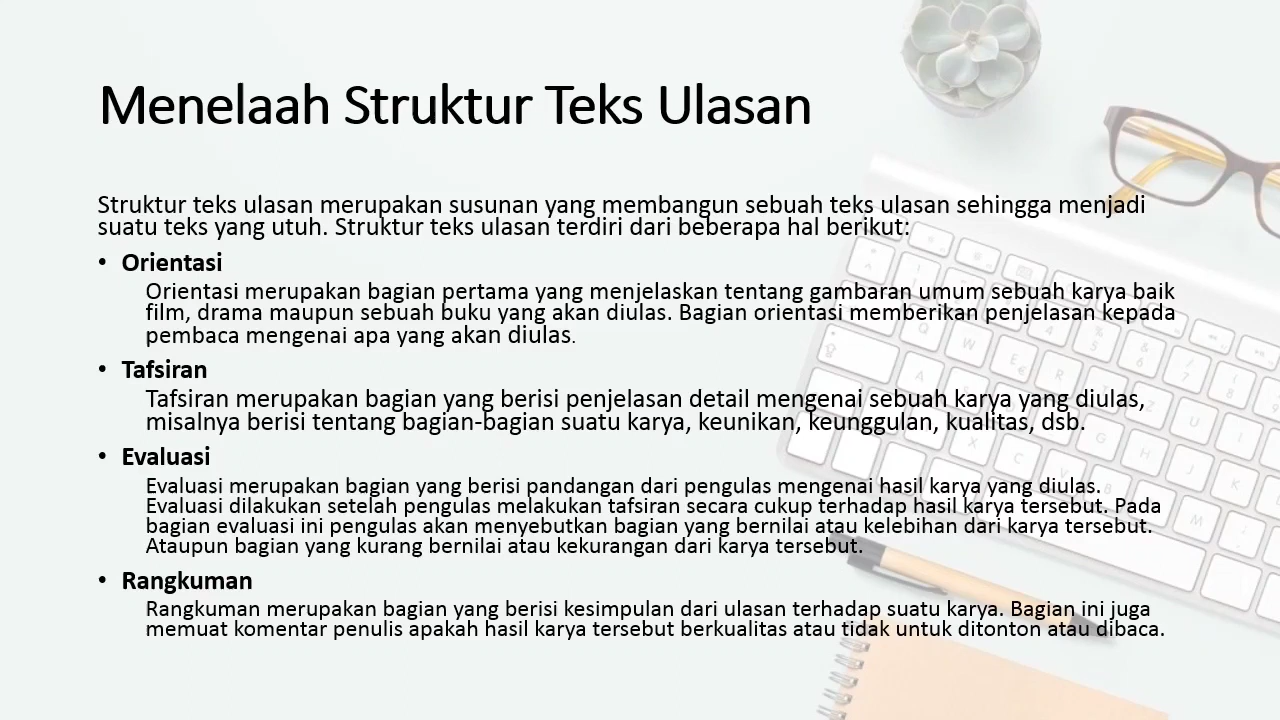 Menelaah Struktur Teks Ulasan
Struktur teks ulasan merupakan susunan yang membangun sebuah teks ulasan sehingga menjadi
suatu teks yang utuh. Struktur teks ulasan terdiri dari beberapa hal berikut:
• Orientasi
Orientasi merupakan bagian pertama yang menjelaskan tentang gambaran umum sebuah karya baik
film, drama maupun sebuah buku yang akan diulas. Bagian orientasi memberikan penjelasan kepada
pembaca mengenai apa yang akan diulas.
• Tafsiran
Tafsiran merupakan bagian yang berisi penjelasan detail mengenai sebuah karya yang diulas,
misalnya berisi tentang bagian-bagian suatu karya, keunikan, keunggulan, kualitas, dsb.
• Evaluasi
Evaluasi merupakan bagian yang berisi pandangan dari pengulas mengenai hasil karya yang diulas.
Evaluasi dilakukan setelah pengulas melakukan tafsiran secara cukup terhadap hasil karya tersebut. Pada
bagian evaluasi ini pengulas akan menyebutkan bagian yang bernilai atau kelebihan dari karya tersebut.
Ataupun bagian yang kurang bernilai atau kekurangan dari karya tersebut.
• Rangkuman
Rangkuman merupakan bagian yang berisi kesimpulan dari ulasan terhadap suatu karya. Bagian ini juga
memuat komentar penulis apakah hasil karya tersebut berkualitas atau tidak untuk ditonton atau dibaca.